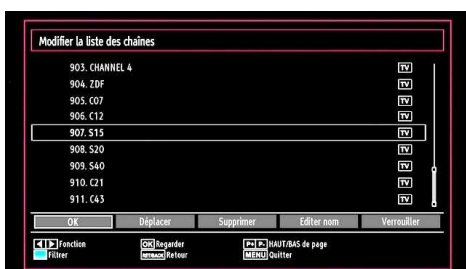 Modifier la liste des chaînes
903. CHANNEL 4 TV
904. ZDF TV
905. C07 TV
906. C12 TV
907. S15 TV
908. S20 TV
909. S40 TV
910. C21 TV
911. C43 TV
OK Déplacer Supprimer Editer nom Verrouiller
Fonction OK Regarder P+ P- HAUT/BAS de page
Filtrer RET/BACK Retour MENU Quitter